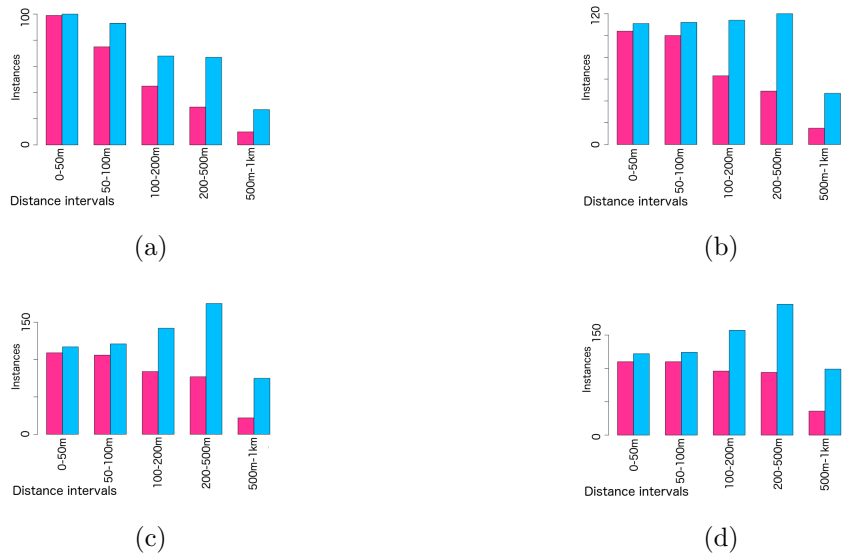 Instances
0
100
0-50m
50-100m
100-200m
200-500m
500m-1km
Distance intervals
(a)
Instances
0
120
0-50m
50-100m
100-200m
200-500m
500m-1km
Distance intervals
(b)
Instances
0
150
0-50m
50-100m
100-200m
200-500m
500m-1km
Distance intervals
(c)
Instances
0
150
0-50m
50-100m
100-200m
200-500m
500m-1km
Distance intervals
(d)